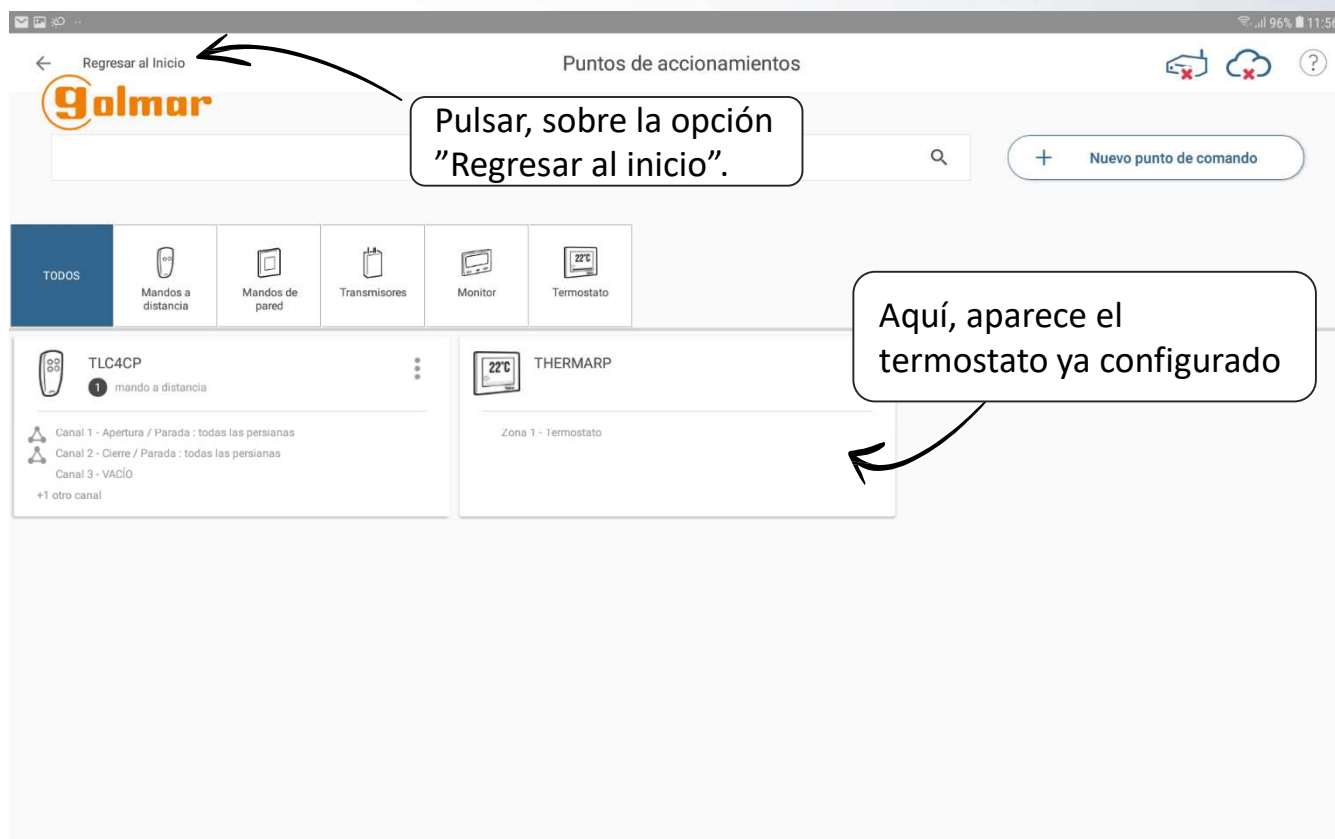 96% 11:56
Regresar al Inicio
Puntos de accionamientos
?
golmar
Pulsar, sobre la opción
”Regresar al inicio”.
+ Nuevo punto de comando
TODOS
Mandos a
distancia
Mandos de
pared
Transmisores
Monitor
22°C
Termostato
Aquí, aparece el
termostato ya configurado
TLC4CP
1 mando a distancia
Canal 1 - Apertura / Parada : todas las persianas
Canal 2 - Cierre / Parada : todas las persianas
Canal 3 - VACÍO
+1 otro canal
22°C
THERMARP
Zona 1 - Termostato